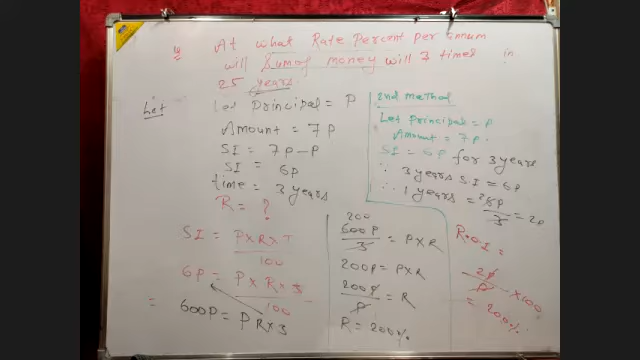 Q At what Rate Percent per annum
will Sum of money will 7 times in
25 years
Let Let Principal = P
Amount = 7P
SI = 7P - P
SI = 6P
time = 3 years
R = ?
SI = P×R×T
100
6P = P×R×3
100
= 600P = P R×3
IInd method
Let Principal = P
Amount = 7P.
SI = 6P for 3 years
∵ 3 years SI = 6P
∴ 1 years = 6P = 2P
3
200
600P = P×R
3
200P = P×R
200P = R
P
R = 200%
R.O.I =
2P × 100
P
= 200%.